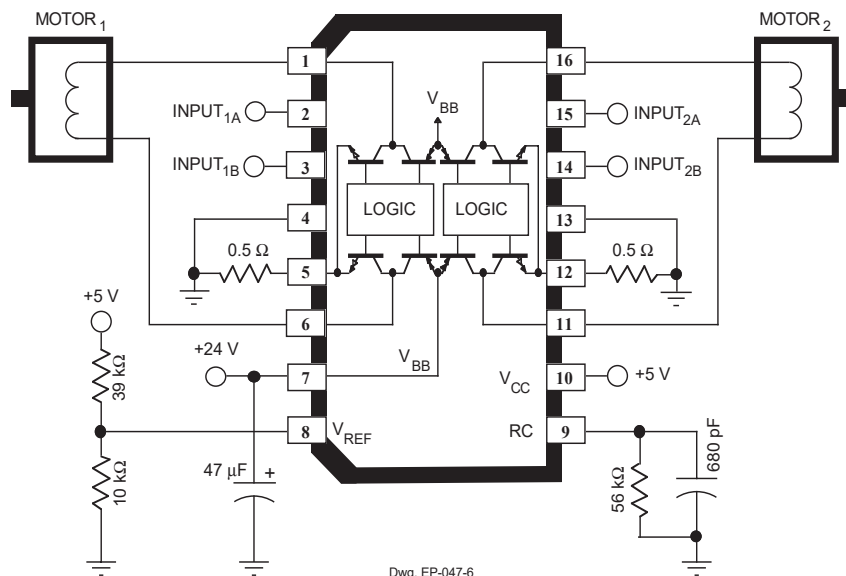 MOTOR1
MOTOR2
1
16
INPUT1A
2
VBB
15
INPUT2A
INPUT1B
3
14
INPUT2B
LOGIC
LOGIC
4
13
0.5 Ω
5
12
0.5 Ω
+5 V
6
11
39 kΩ
+24 V
7
VBB
VCC
10
+5 V
8
VREF
RC
9
10 kΩ
47 µF
+
56 kΩ
680 pF
Dwg. EP-047-6